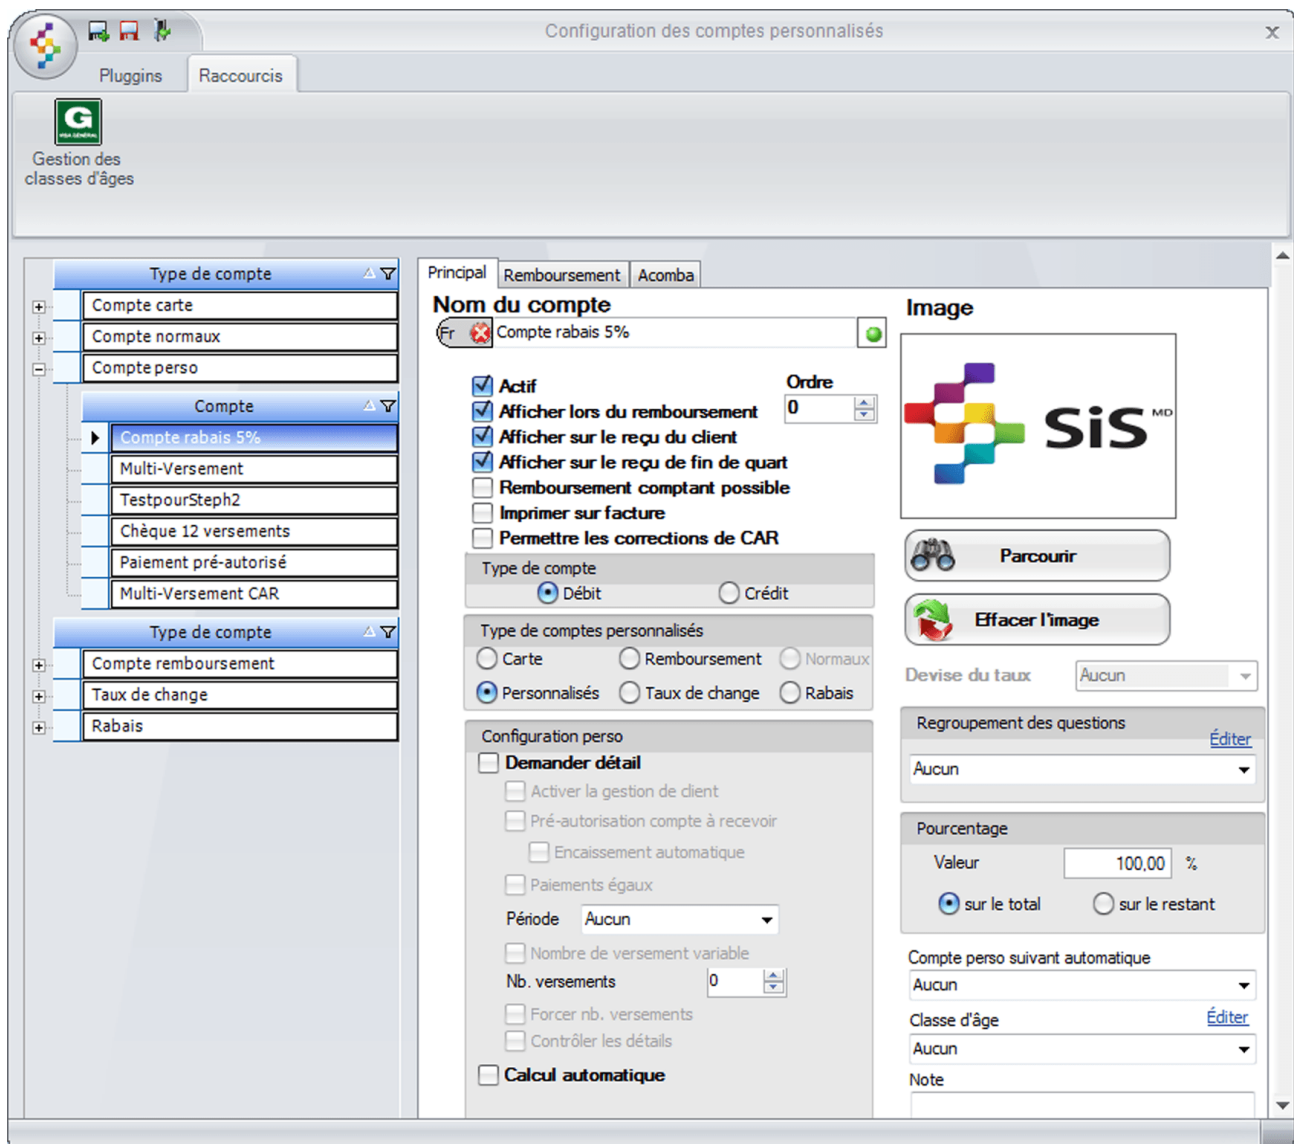 Configuration des comptes personnalisés
Pluggins
Raccourcis
G
Gestion des
classes d'âges
Type de compte
Compte carte
Compte normaux
Compte perso
Compte
Compte rabais 5%
Multi-Versement
TestpourSteph2
Chèque 12 versements
Paiement pré-autorisé
Multi-Versement CAR
Type de compte
Compte remboursement
Taux de change
Rabais
Principal
Remboursement
Acomba
Nom du compte
Fr
Compte rabais 5%
Actif
Afficher lors du remboursement
Afficher sur le reçu du client
Afficher sur le reçu de fin de quart
Remboursement comptant possible
Imprimer sur facture
Permettre les corrections de CAR
Ordre
0
Type de compte
Débit
Crédit
Type de comptes personnalisés
Carte
Remboursement
Normaux
Personnalisés
Taux de change
Rabais
Configuration perso
Demander détail
Activer la gestion de client
Pré-autorisation compte à recevoir
Encaissement automatique
Paiements égaux
Période
Aucun
Nombre de versement variable
Nb. versements
0
Forcer nb. versements
Contrôler les détails
Calcul automatique
Image
SiS MD
Parcourir
Effacer l'image
Devise du taux
Aucun
Regroupement des questions
Éditer
Aucun
Pourcentage
Valeur
100,00 %
sur le total
sur le restant
Compte perso suivant automatique
Aucun
Classe d'âge
Éditer
Aucun
Note